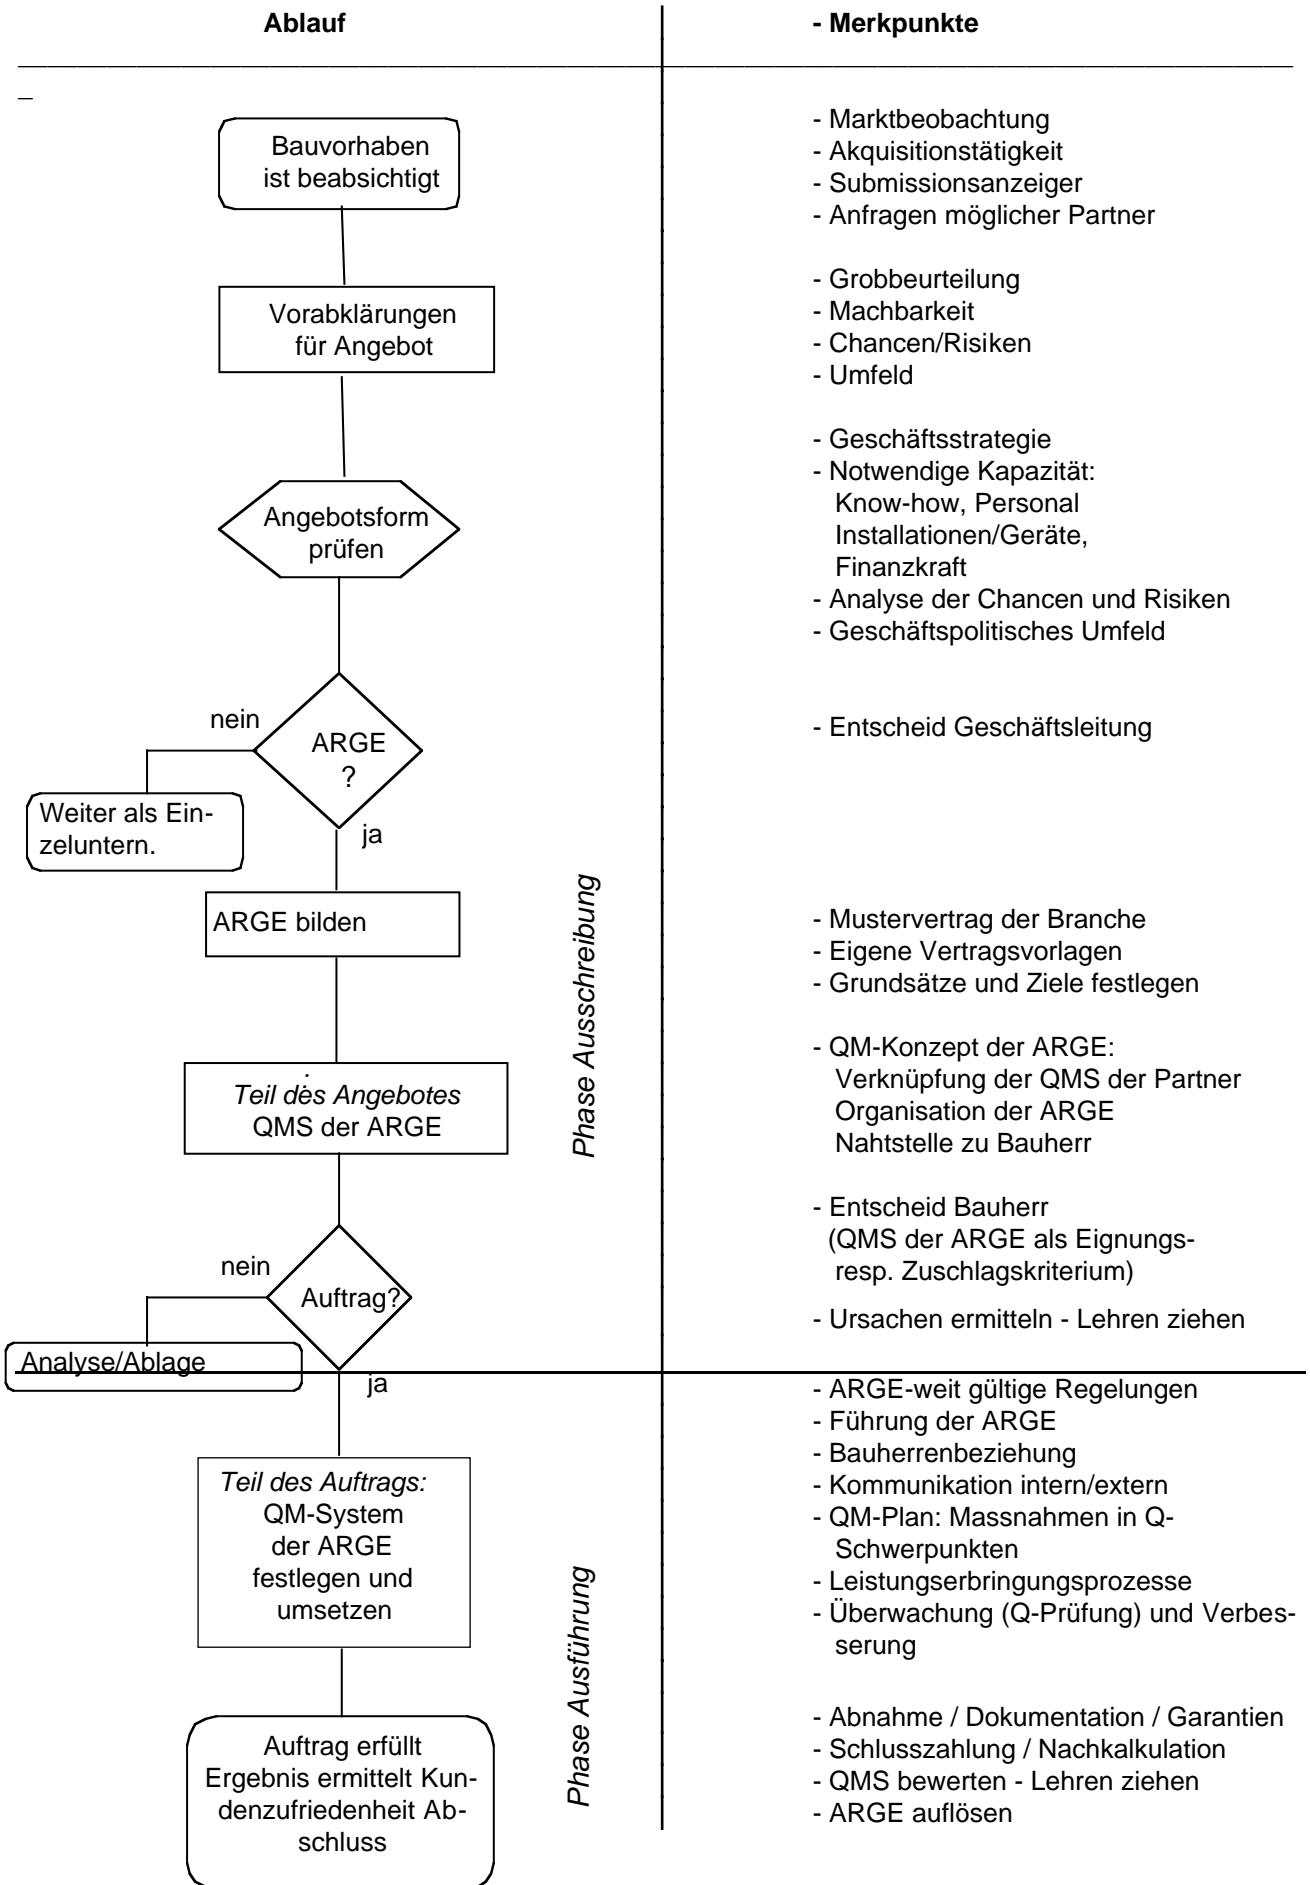 Ablauf
- Merkpunkte
Bauvorhaben
ist beabsichtigt
- Marktbeobachtung
- Akquisitionstätigkeit
- Submissionsanzeiger
- Anfragen möglicher Partner
Vorabklärungen
für Angebot
- Grobbeurteilung
- Machbarkeit
- Chancen/Risiken
- Umfeld
Angebotsform
prüfen
- Geschäftsstrategie
- Notwendige Kapazität:
Know-how, Personal
Installationen/Geräte,
Finanzkraft
- Analyse der Chancen und Risiken
- Geschäftspolitisches Umfeld
nein
ARGE
?
ja
- Entscheid Geschäftsleitung
Weiter als Ein-
zeluntern.
Phase Ausschreibung
ARGE bilden
- Mustervertrag der Branche
- Eigene Vertragsvorlagen
- Grundsätze und Ziele festlegen
Teil des Angebotes
:
QMS der ARGE
- QM-Konzept der ARGE:
Verknüpfung der QMS der Partner
Organisation der ARGE
Nahtstelle zu Bauherr
nein
Auftrag?
ja
- Entscheid Bauherr
(QMS der ARGE als Eignungs-
resp. Zuschlagskriterium)
- Ursachen ermitteln - Lehren ziehen
Analyse/Ablage
Teil des Auftrags:
QM-System
der ARGE
festlegen und
umsetzen
- ARGE-weit gültige Regelungen
- Führung der ARGE
- Bauherrenbeziehung
- Kommunikation intern/extern
- QM-Plan: Massnahmen in Q-
Schwerpunkten
- Leistungserbringungsprozesse
- Überwachung (Q-Prüfung) und Verbes-
serung
Phase Ausführung
Auftrag erfüllt
Ergebnis ermittelt Kun-
denzufriedenheit Ab-
schluss
- Abnahme / Dokumentation / Garantien
- Schlusszahlung / Nachkalkulation
- QMS bewerten - Lehren ziehen
- ARGE auflösen